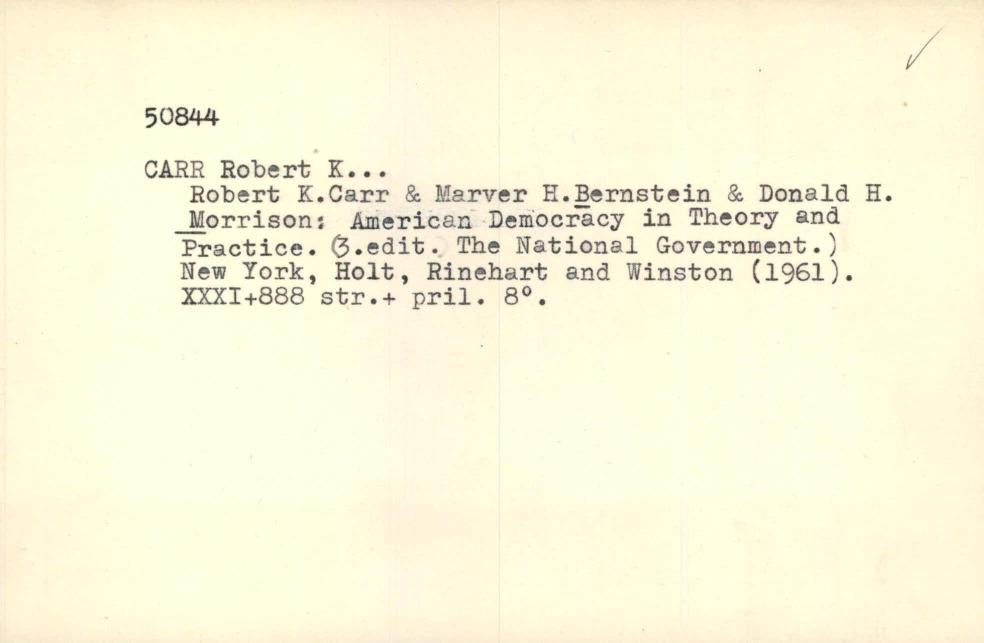 50844
CARR Robert K...
Robert K.Carr & Marver H.Bernstein & Donald H.
Morrison: American Democracy in Theory and
Practice. (3.edit. The National Government.)
New York, Holt, Rinehart and Winston (1961).
XXXI+888 str.+ pril. 8°.